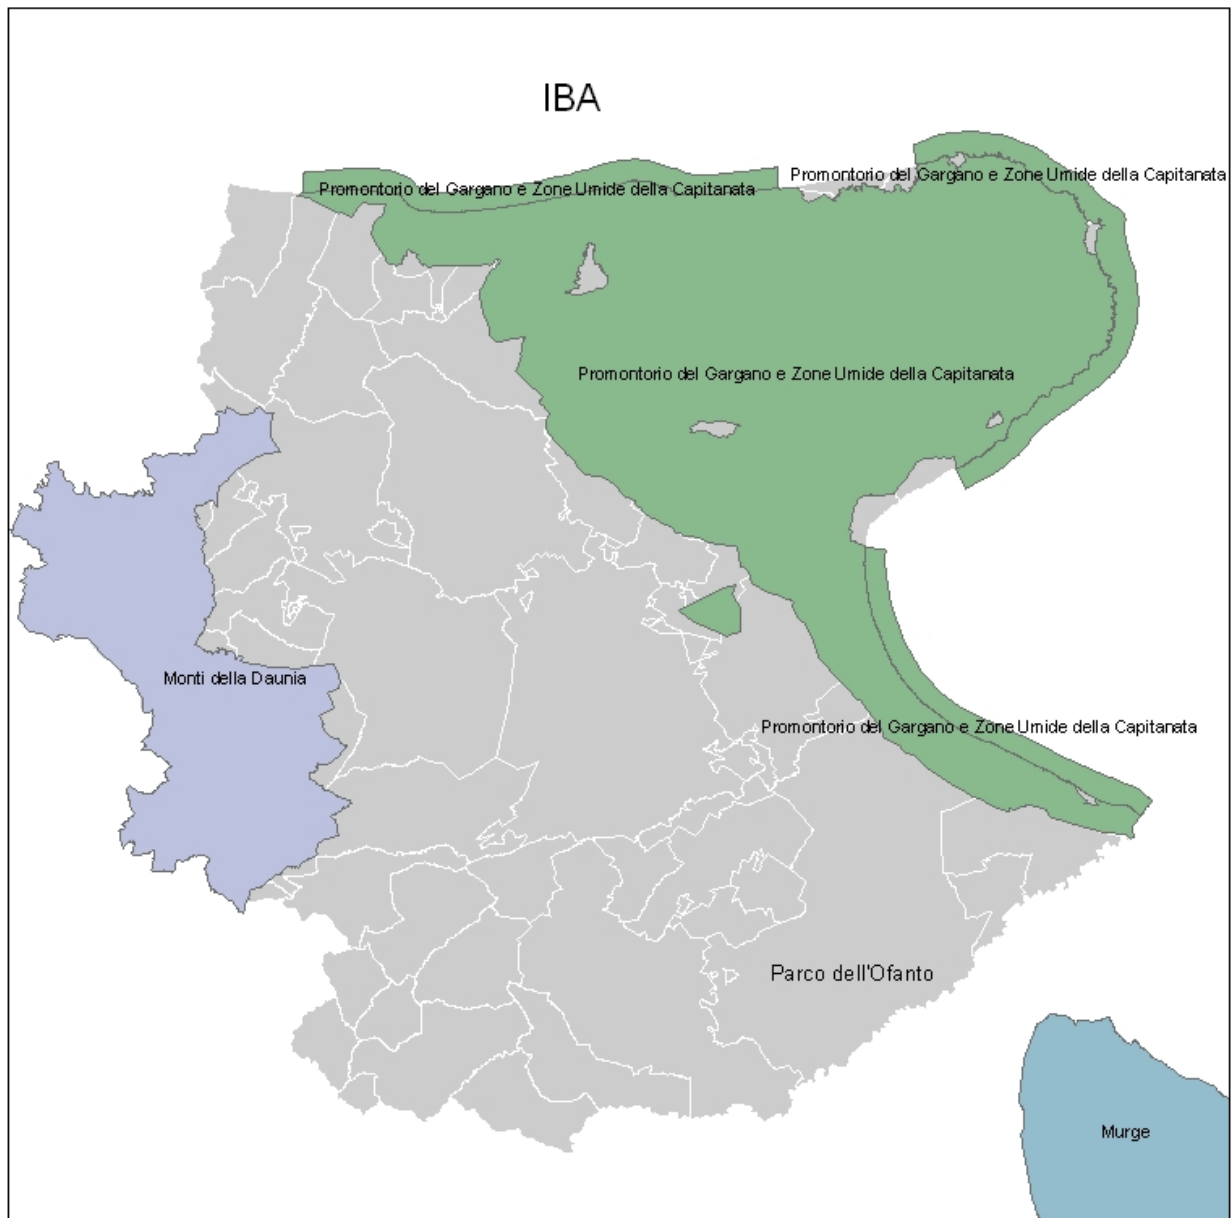 IBA
Promontorio del Gargano e Zone Umide della Capitanata
Promontorio del Gargano e Zone Umide della Capitanata
Promontorio del Gargano e Zone Umide della Capitanata
Monti della Daunia
Promontorio del Gargano e Zone Umide della Capitanata
Parco dell'Ofanto
Murge